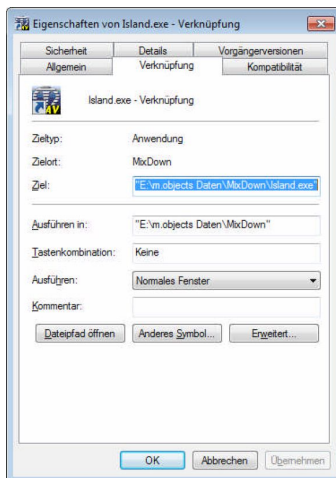 Eigenschaften von Island.exe - Verknüpfung
Sicherheit Details Vorgängerversionen
Allgemein Verknüpfung Kompatibilität
AV
Island.exe - Verknüpfung
Zieltyp: Anwendung
Zielort: MixDown
Ziel: "E:\m.objects Daten\MixDown\Island.exe"
Ausführen in: "E:\m.objects Daten\MixDown"
Tastenkombination: Keine
Ausführen: Normales Fenster
Kommentar:
Dateipfad öffnen Anderes Symbol... Erweitert...
OK Abbrechen Übernehmen